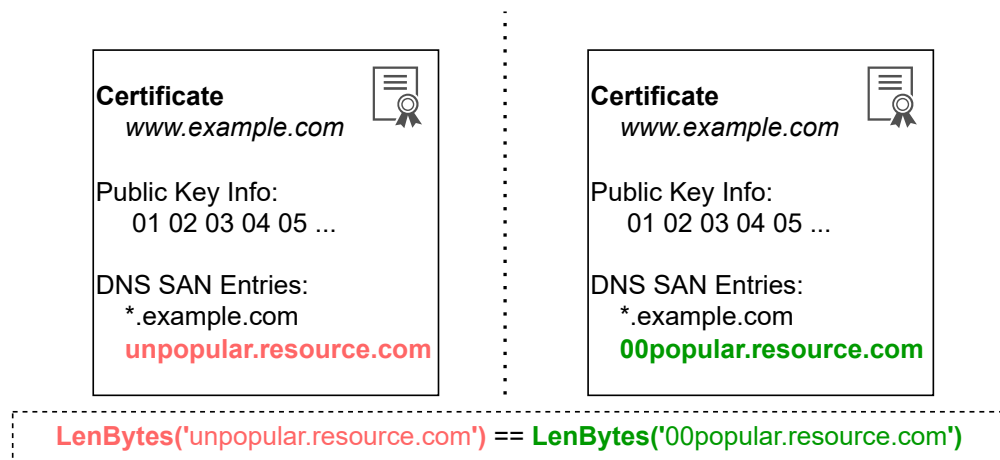 Certificate
www.example.com
Public Key Info:
01 02 03 04 05 ...
DNS SAN Entries:
*.example.com
unpopular.resource.com
Certificate
www.example.com
Public Key Info:
01 02 03 04 05 ...
DNS SAN Entries:
*.example.com
00popular.resource.com
LenBytes('unpopular.resource.com') == LenBytes('00popular.resource.com')